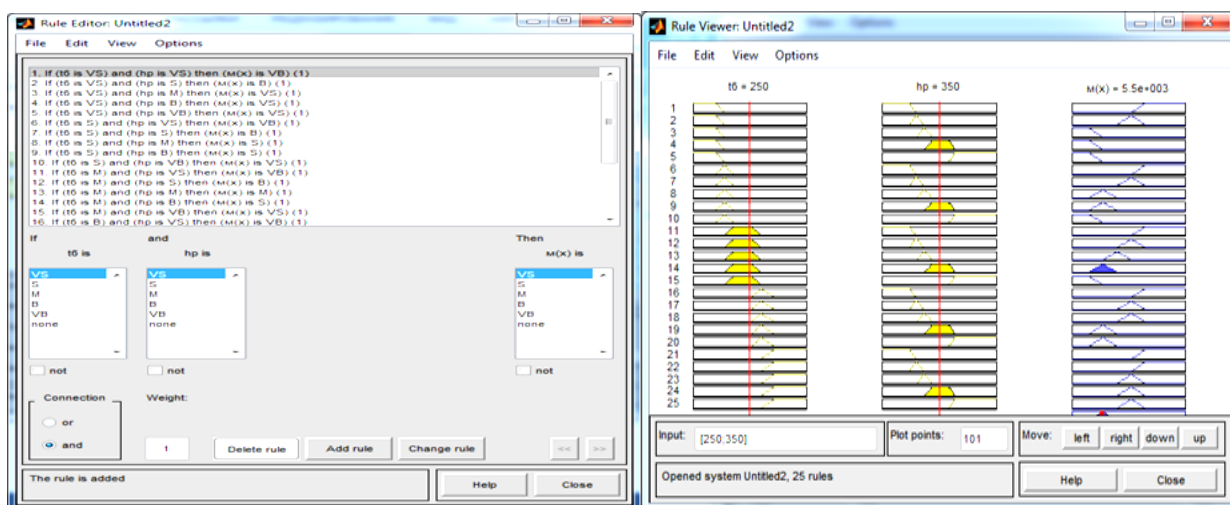 Rule Editor: Untitled2
File Edit View Options
1. If (t6 is VS) and (hp is VS) then (м(x) is VB) (1)
2. If (t6 is VS) and (hp is S) then (м(x) is B) (1)
3. If (t6 is VS) and (hp is M) then (м(x) is VS) (1)
4. If (t6 is VS) and (hp is B) then (м(x) is VS) (1)
5. If (t6 is VS) and (hp is VB) then (м(x) is VS) (1)
6. If (t6 is S) and (hp is VS) then (м(x) is VB) (1)
7. If (t6 is S) and (hp is S) then (м(x) is B) (1)
8. If (t6 is S) and (hp is M) then (м(x) is S) (1)
9. If (t6 is S) and (hp is B) then (м(x) is S) (1)
10. If (t6 is S) and (hp is VB) then (м(x) is VS) (1)
11. If (t6 is M) and (hp is VS) then (м(x) is VB) (1)
12. If (t6 is M) and (hp is S) then (м(x) is B) (1)
13. If (t6 is M) and (hp is M) then (м(x) is M) (1)
14. If (t6 is M) and (hp is B) then (м(x) is S) (1)
15. If (t6 is M) and (hp is VB) then (м(x) is VS) (1)
16. If (t6 is B) and (hp is VS) then (м(x) is VB) (1)
If and Then
t6 is hp is м(x) is
VS VS VS
S S S
M M M
B B B
VB VB VB
none none none
not not not
Connection Weight:
or
and 1 Delete rule Add rule Change rule << >>
The rule is added Help Close
Rule Viewer: Untitled2
File Edit View Options
t6 = 250 hp = 350 м(x) = 5.5e+003
1
2
3
4
5
6
7
8
9
10
11
12
13
14
15
16
17
18
19
20
21
22
23
24
25
Input: [250;350] Plot points: 101 Move: left right down up
Opened system Untitled2, 25 rules Help Close